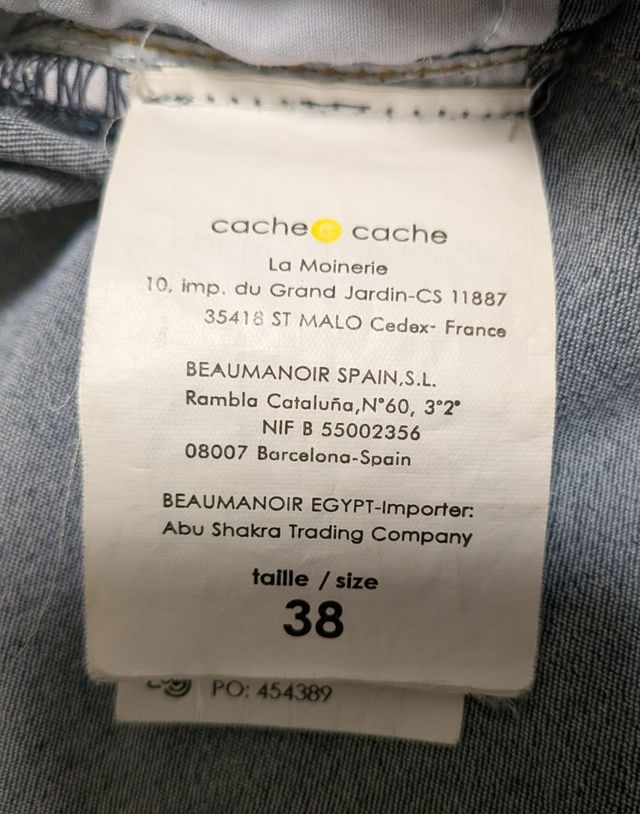 cache cache
La Moinerie
10, imp. du Grand Jardin-CS 11887
35418 ST MALO Cedex- France
BEAUMANOIR SPAIN,S.L.
Rambla Cataluña,N°60, 3°2°
NIF B 55002356
08007 Barcelona-Spain
BEAUMANOIR EGYPT-Importer:
Abu Shakra Trading Company
taille / size
38
PO: 454389